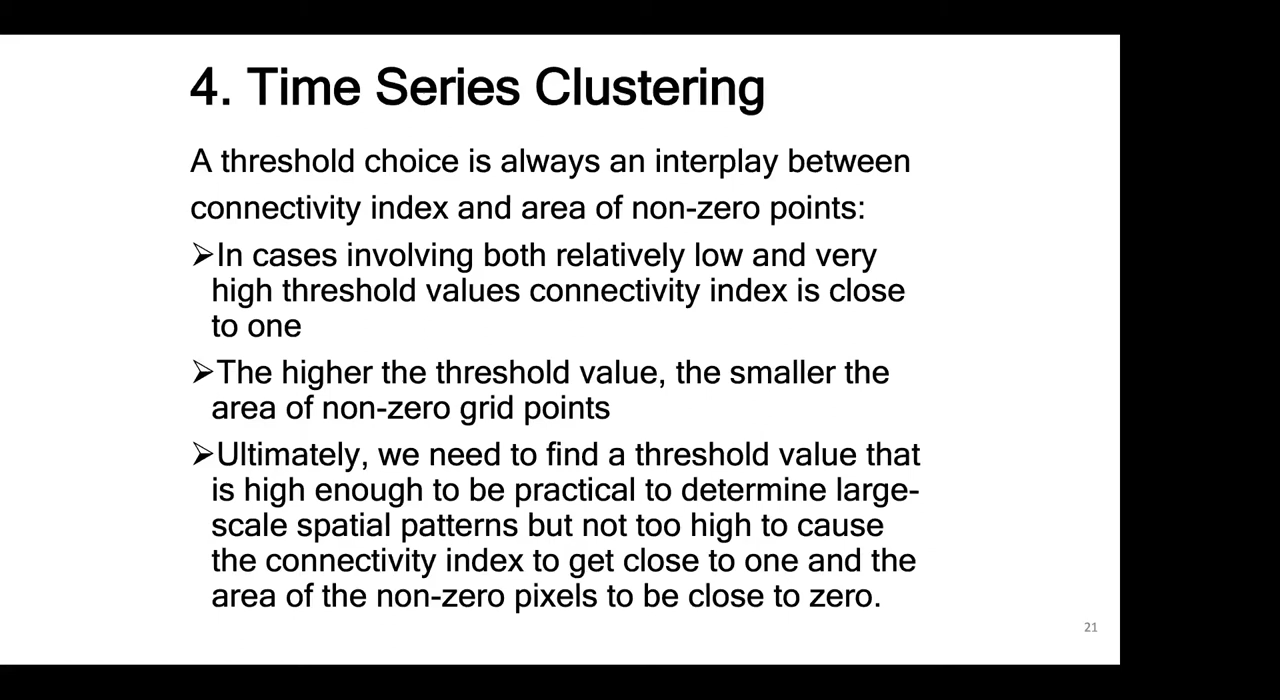 4. Time Series Clustering
A threshold choice is always an interplay between
connectivity index and area of non-zero points:
➢In cases involving both relatively low and very
high threshold values connectivity index is close
to one
➢The higher the threshold value, the smaller the
area of non-zero grid points
➢Ultimately, we need to find a threshold value that
is high enough to be practical to determine large-
scale spatial patterns but not too high to cause
the connectivity index to get close to one and the
area of the non-zero pixels to be close to zero.
21